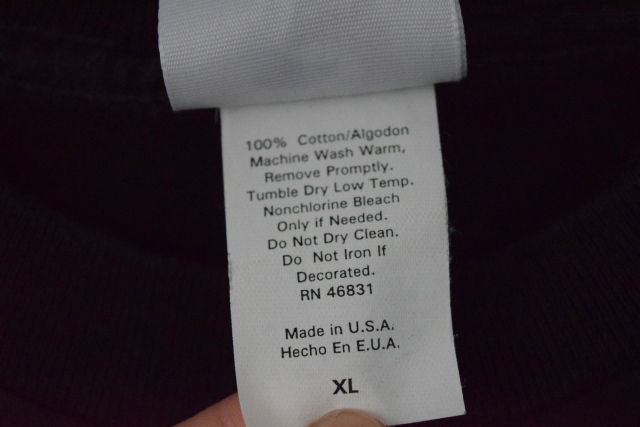 100% Cotton/Algodon
Machine Wash Warm,
Remove Promptly.
Tumble Dry Low Temp.
Nonchlorine Bleach
Only if Needed.
Do Not Dry Clean.
Do Not Iron If
Decorated.
RN 46831
Made in U.S.A.
Hecho En E.U.A.
XL